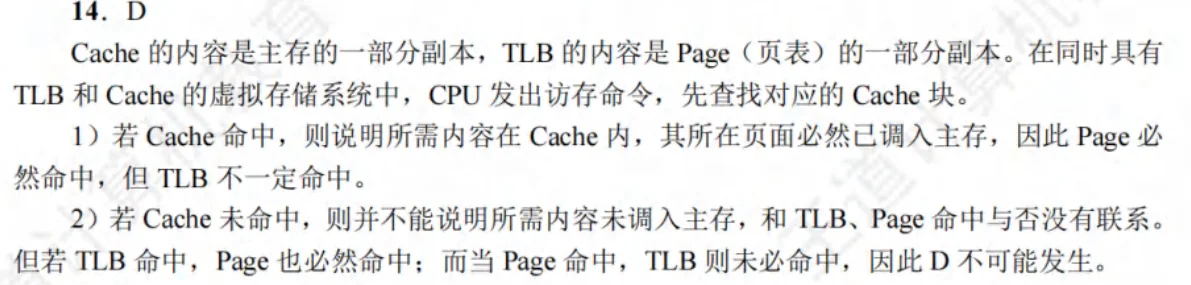 14. D
Cache 的内容是主存的一部分副本，TLB 的内容是 Page（页表）的一部分副本。在同时具有
TLB 和 Cache 的虚拟存储系统中，CPU 发出访存命令，先查找对应的 Cache 块。
1）若 Cache 命中，则说明所需内容在 Cache 内，其所在页面必然已调入主存，因此 Page 必
然命中，但 TLB 不一定命中。
2）若 Cache 未命中，则并不能说明所需内容未调入主存，和 TLB、Page 命中与否没有联系。
但若 TLB 命中，Page 也必然命中；而当 Page 命中，TLB 则未必命中，因此 D 不可能发生。